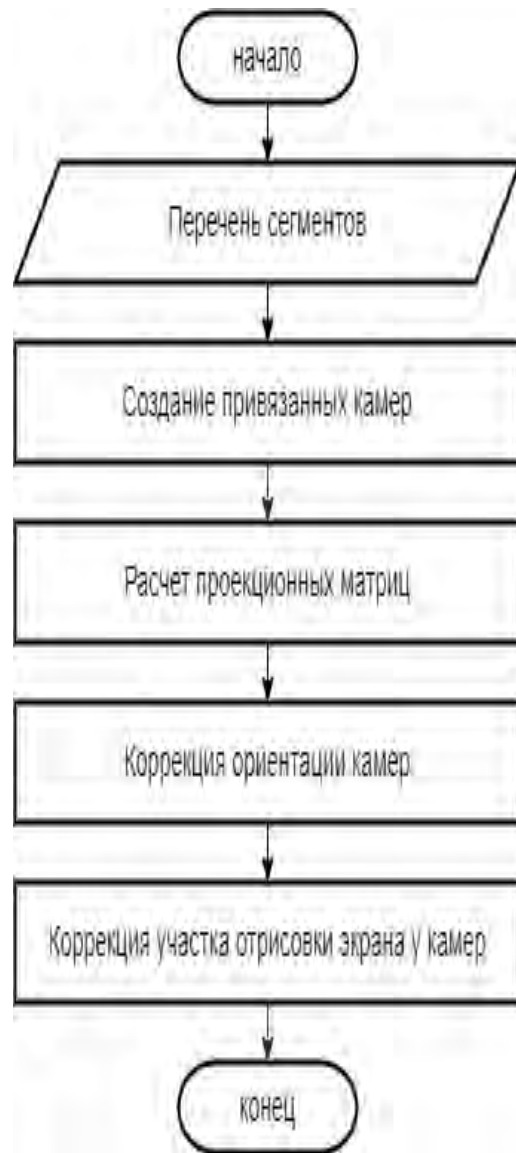 начало
Перечень сегментов
Создание привязанных камер
Расчет проекционных матриц
Коррекция ориентации камер
Коррекция участка отрисовки экрана у камер
конец